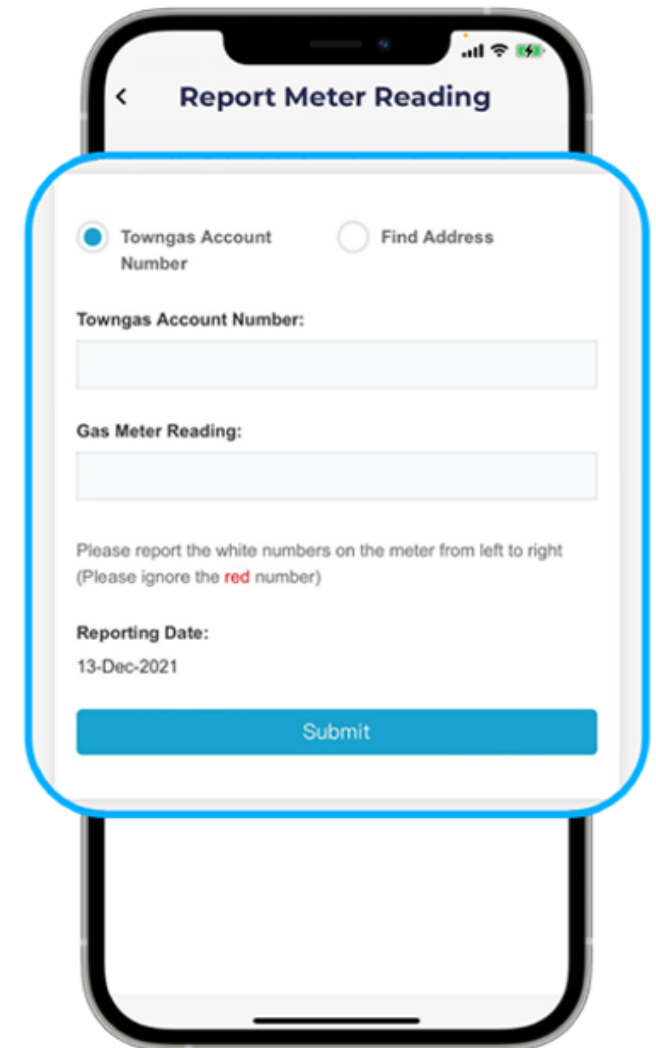 Report Meter Reading
Towngas Account
Number
Find Address
Towngas Account Number:
Gas Meter Reading:
Please report the white numbers on the meter from left to right
(Please ignore the red number)
Reporting Date:
13-Dec-2021
Submit